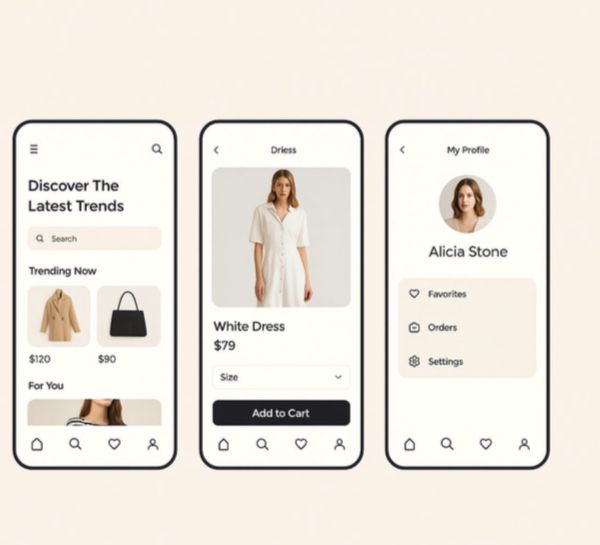 Discover The
Latest Trends
Search
Trending Now
$120
$90
For You
Driess
White Dress
$79
Size
Add to Cart
My Profile
Alicia Stone
Favorites
Orders
Settings